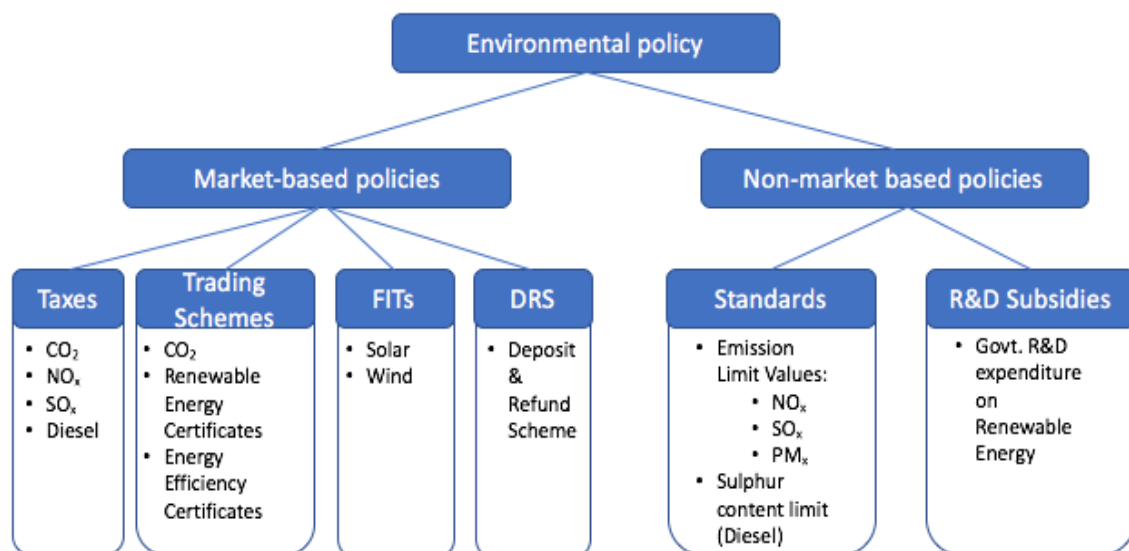 Environmental policy
Market-based policies
Non-market based policies
Taxes
• CO₂
• NOₓ
• SOₓ
• Diesel
Trading
Schemes
• CO₂
• Renewable
Energy
Certificates
• Energy
Efficiency
Certificates
FITs
• Solar
• Wind
DRS
• Deposit
&
Refund
Scheme
Standards
• Emission
Limit Values:
• NOₓ
• SOₓ
• PMₓ
• Sulphur
content limit
(Diesel)
R&D Subsidies
• Govt. R&D
expenditure
on
Renewable
Energy